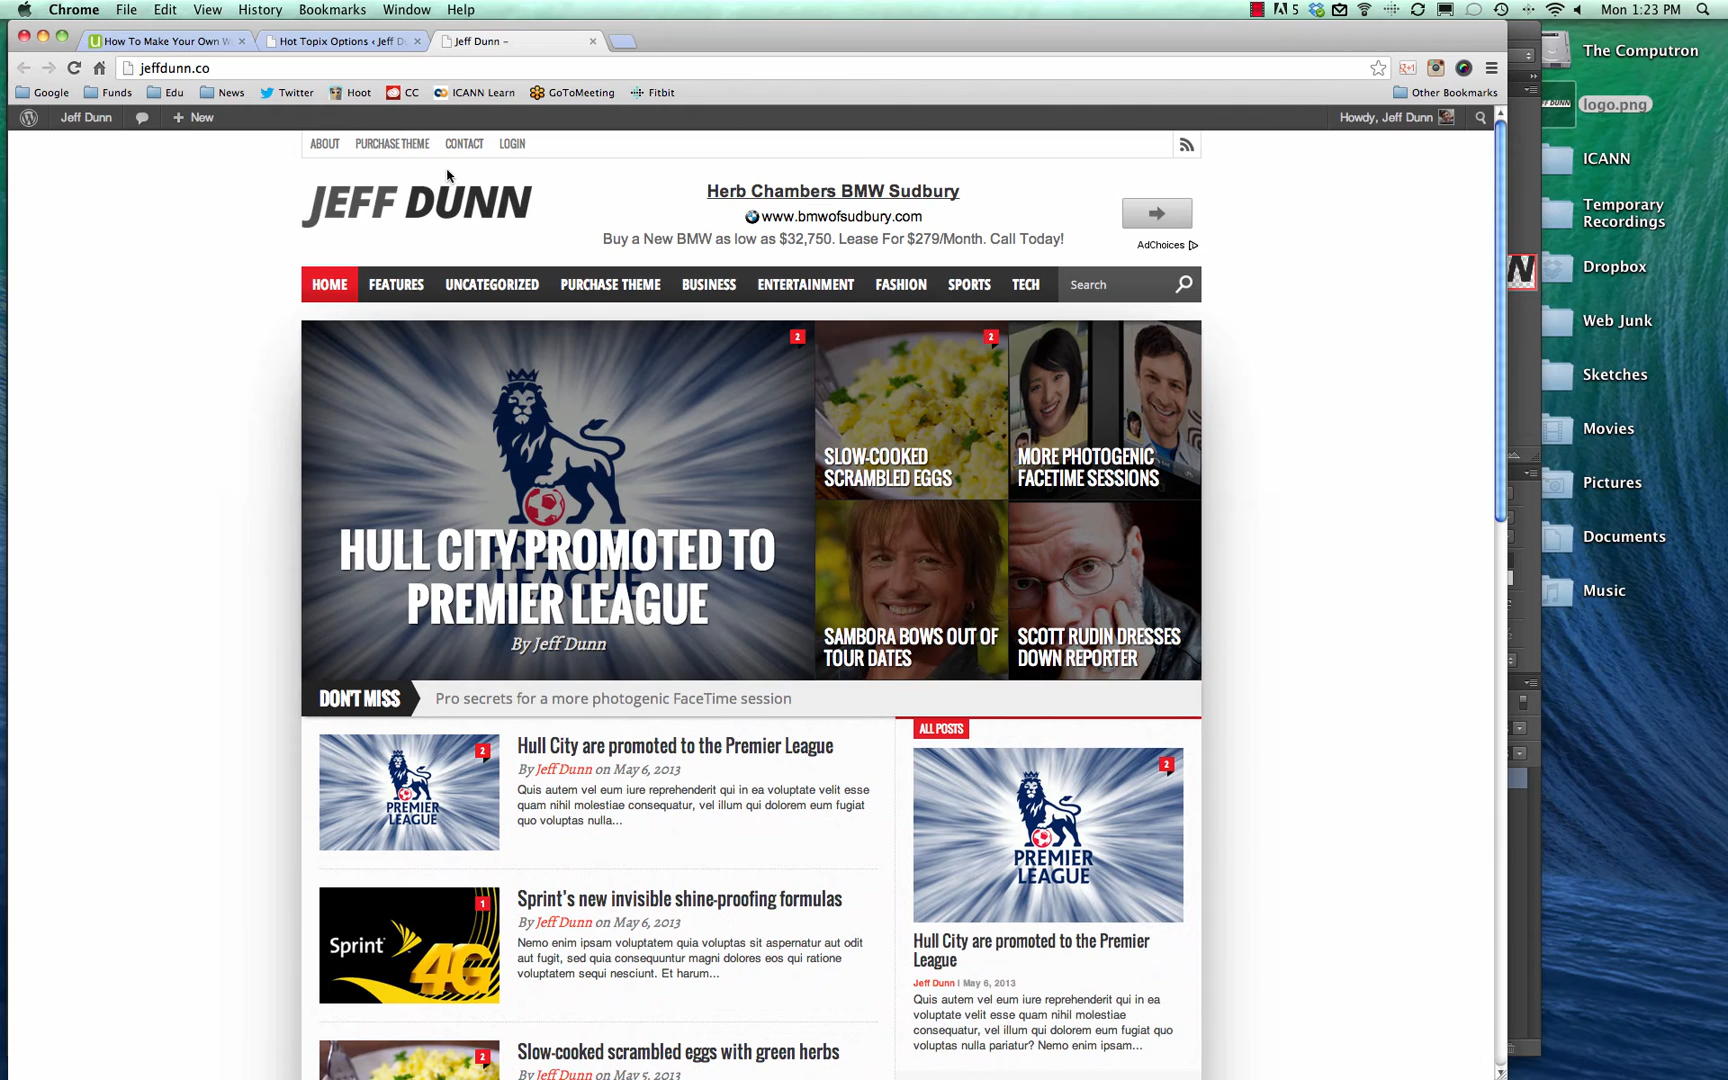 Chrome File Edit View History Bookmarks Window Help
5 Mon 1:23 PM
How To Make Your Own W
Hot Topix Options ‹ Jeff D
Jeff Dunn –
jeffdunn.co
Google Funds Edu News Twitter Hoot CC ICANN Learn GoToMeeting Fitbit Other Bookmarks
Jeff Dunn + New Howdy, Jeff Dunn
ABOUT PURCHASE THEME CONTACT LOGIN
JEFF DUNN
Herb Chambers BMW Sudbury
www.bmwofsudbury.com
Buy a New BMW as low as $32,750. Lease For $279/Month. Call Today!
AdChoices
HOME FEATURES UNCATEGORIZED PURCHASE THEME BUSINESS ENTERTAINMENT FASHION SPORTS TECH Search
2
HULL CITY PROMOTED TO
PREMIER LEAGUE
By Jeff Dunn
PREMIER
LEAGUE
2
SLOW-COOKED
SCRAMBLED EGGS
MORE PHOTOGENIC
FACETIME SESSIONS
SAMBORA BOWS OUT OF
TOUR DATES
SCOTT RUDIN DRESSES
DOWN REPORTER
DON'T MISS
Pro secrets for a more photogenic FaceTime session
2
PREMIER
LEAGUE
Hull City are promoted to the Premier League
By Jeff Dunn on May 6, 2013
Quis autem vel eum iure reprehenderit qui in ea voluptate velit esse
quam nihil molestiae consequatur, vel illum qui dolorem eum fugiat
quo voluptas nulla...
1
Sprint 4G
Sprint's new invisible shine-proofing formulas
By Jeff Dunn on May 6, 2013
Nemo enim ipsam voluptatem quia voluptas sit aspernatur aut odit
aut fugit, sed quia consequuntur magni dolores eos qui ratione
voluptatem sequi nesciunt. Et harum...
2
Slow-cooked scrambled eggs with green herbs
By Jeff Dunn on May 5, 2013
ALL POSTS
2
PREMIER
LEAGUE
Hull City are promoted to the Premier
League
Jeff Dunn | May 6, 2013
Quis autem vel eum iure reprehenderit qui in ea
voluptate velit esse quam nihil molestiae
consequatur, vel illum qui dolorem eum fugiat quo
voluptas nulla pariatur? Nemo enim ipsam...
The Computron
logo.png
ICANN
Temporary
Recordings
Dropbox
Web Junk
Sketches
Movies
Pictures
Documents
Music